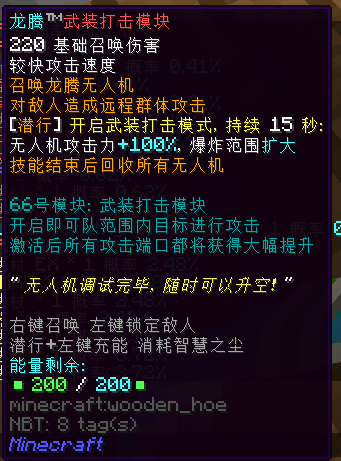 龙腾™武装打击模块
220 基础召唤伤害
较快攻击速度
召唤龙腾无人机
对敌人造成远程群体攻击
[潜行] 开启武装打击模式, 持续 15 秒:
无人机攻击力+100%, 爆炸范围扩大
技能结束后回收所有无人机
66号模块: 武装打击模块
开启即可队范围内目标进行攻击
激活后所有攻击端口都将获得大幅提升
"无人机调试完毕, 随时可以升空!"
右键召唤 左键锁定敌人
潜行+左键充能 消耗智慧之尘
能量剩余:
200 / 200
minecraft:wooden_hoe
NBT: 8 tag(s)
Minecraft